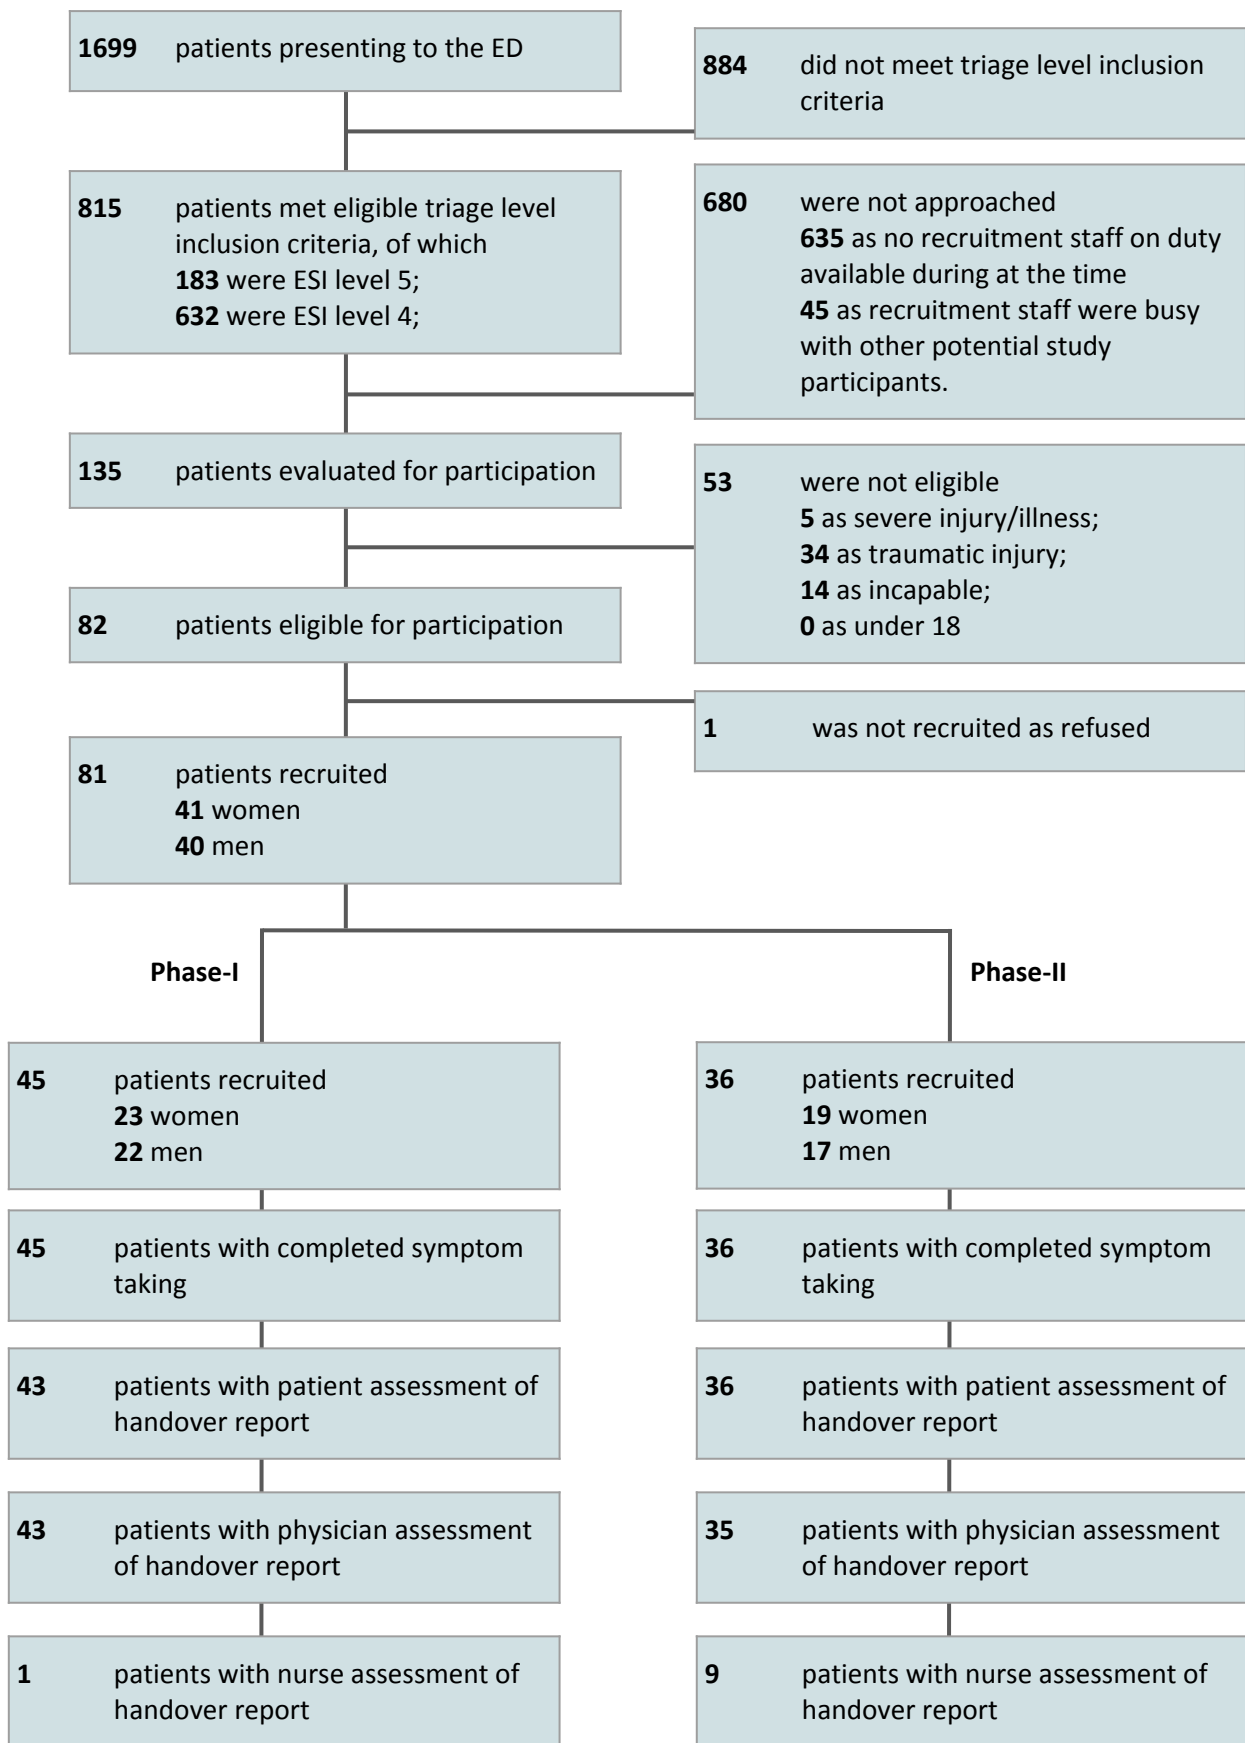 1699 patients presenting to the ED
884 did not meet triage level inclusion
criteria
815 patients met eligible triage level
inclusion criteria, of which
183 were ESI level 5;
632 were ESI level 4;
680 were not approached
635 as no recruitment staff on duty
available during at the time
45 as recruitment staff were busy
with other potential study
participants.
135 patients evaluated for participation
53 were not eligible
5 as severe injury/illness;
34 as traumatic injury;
14 as incapable;
0 as under 18
82 patients eligible for participation
1 was not recruited as refused
81 patients recruited
41 women
40 men
Phase-I
Phase-II
45 patients recruited
23 women
22 men
36 patients recruited
19 women
17 men
45 patients with completed symptom
taking
36 patients with completed symptom
taking
43 patients with patient assessment of
handover report
36 patients with patient assessment of
handover report
43 patients with physician assessment
of handover report
35 patients with physician assessment
of handover report
1 patients with nurse assessment of
handover report
9 patients with nurse assessment of
handover report